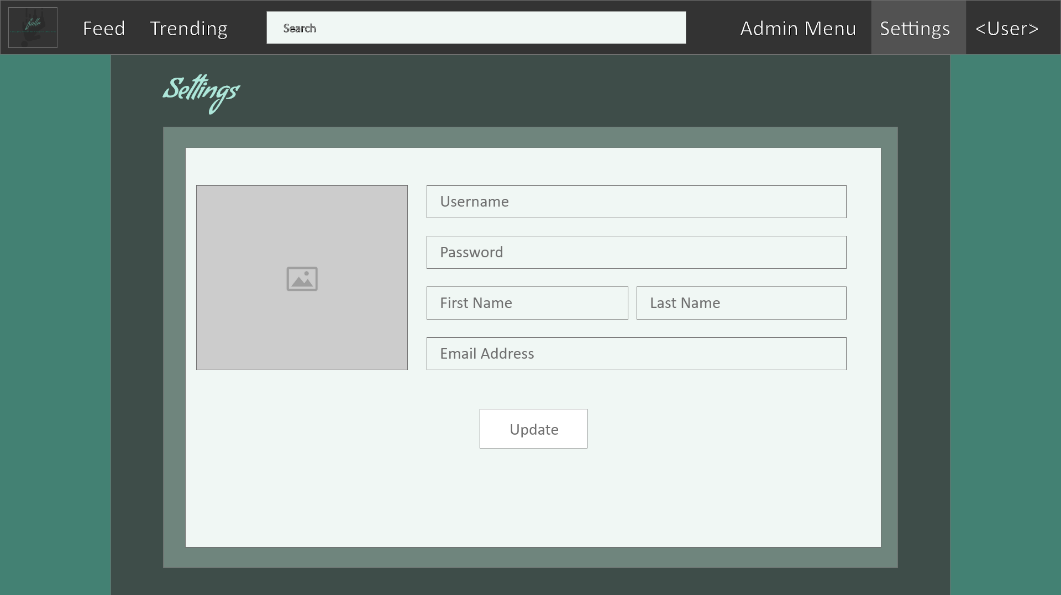 Feed Trending Search Admin Menu Settings <User>
Settings
Username
Password
First Name Last Name
Email Address
Update